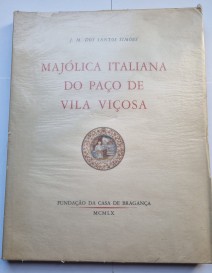 J. M. DOS SANTOS SIMÕES
MAJÓLICA ITALIANA
DO PAÇO DE
VILA VIÇOSA
FUNDAÇÃO DA CASA DE BRAGANÇA
MCMLX